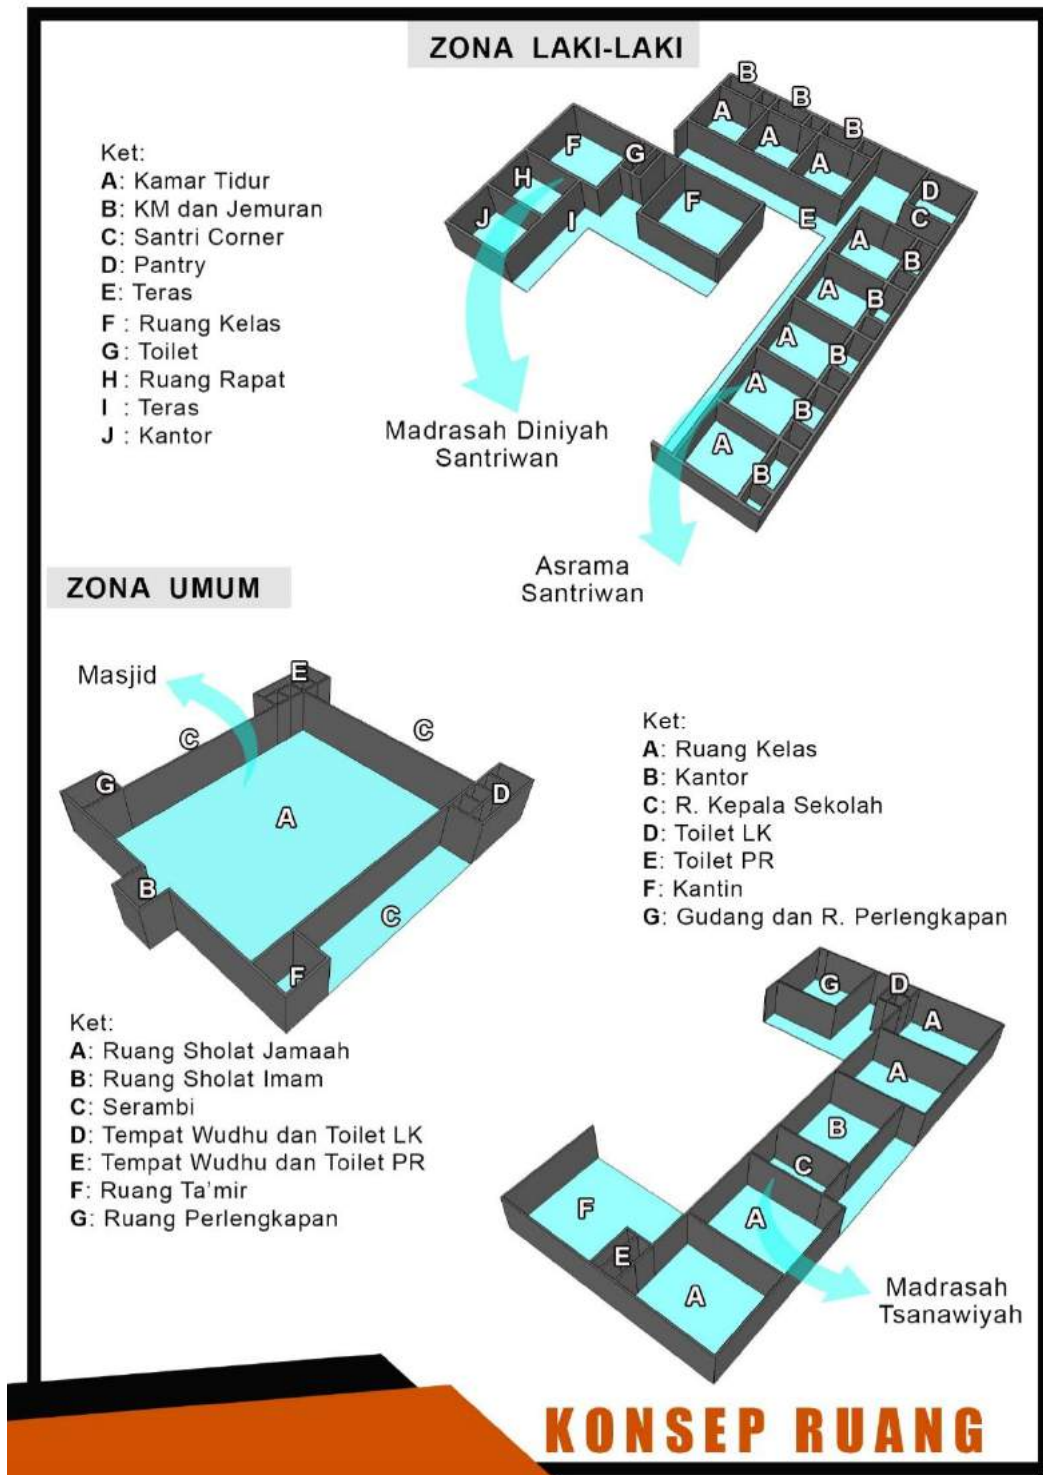 ZONA LAKI-LAKI
Ket:
A: Kamar Tidur
B: KM dan Jemuran
C: Santri Corner
D: Pantry
E: Teras
F : Ruang Kelas
G: Toilet
H : Ruang Rapat
I : Teras
J : Kantor
B
B
B
A
A
A
D
C
E
A
B
A
B
A
B
A
B
A
B
F
G
H
F
J
I
Madrasah Diniyah
Santriwan
Asrama
Santriwan
ZONA UMUM
Masjid
E
C
C
G
D
A
B
C
F
Ket:
A: Ruang Sholat Jamaah
B: Ruang Sholat Imam
C: Serambi
D: Tempat Wudhu dan Toilet LK
E: Tempat Wudhu dan Toilet PR
F: Ruang Ta'mir
G: Ruang Perlengkapan
Ket:
A: Ruang Kelas
B: Kantor
C: R. Kepala Sekolah
D: Toilet LK
E: Toilet PR
F: Kantin
G: Gudang dan R. Perlengkapan
G
D
A
A
B
C
A
F
E
A
Madrasah
Tsanawiyah
KONSEP RUANG